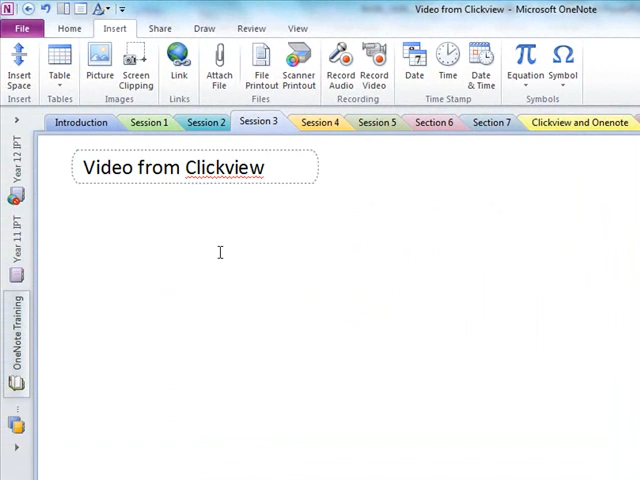 Video from Clickview - Microsoft OneNote
File Home Insert Share Draw Review View
Insert Space Table Picture Screen Clipping Link Attach File File Printout Scanner Printout Record Audio Record Video Date Time Date & Time Equation Symbol
Insert Tables Images Links Files Recording Time Stamp Symbols
Introduction Session 1 Session 2 Session 3 Session 4 Session 5 Section 6 Section 7 Clickview and Onenote
Video from Clickview
Year 12 IPT
Year 11 IPT
OneNote Training